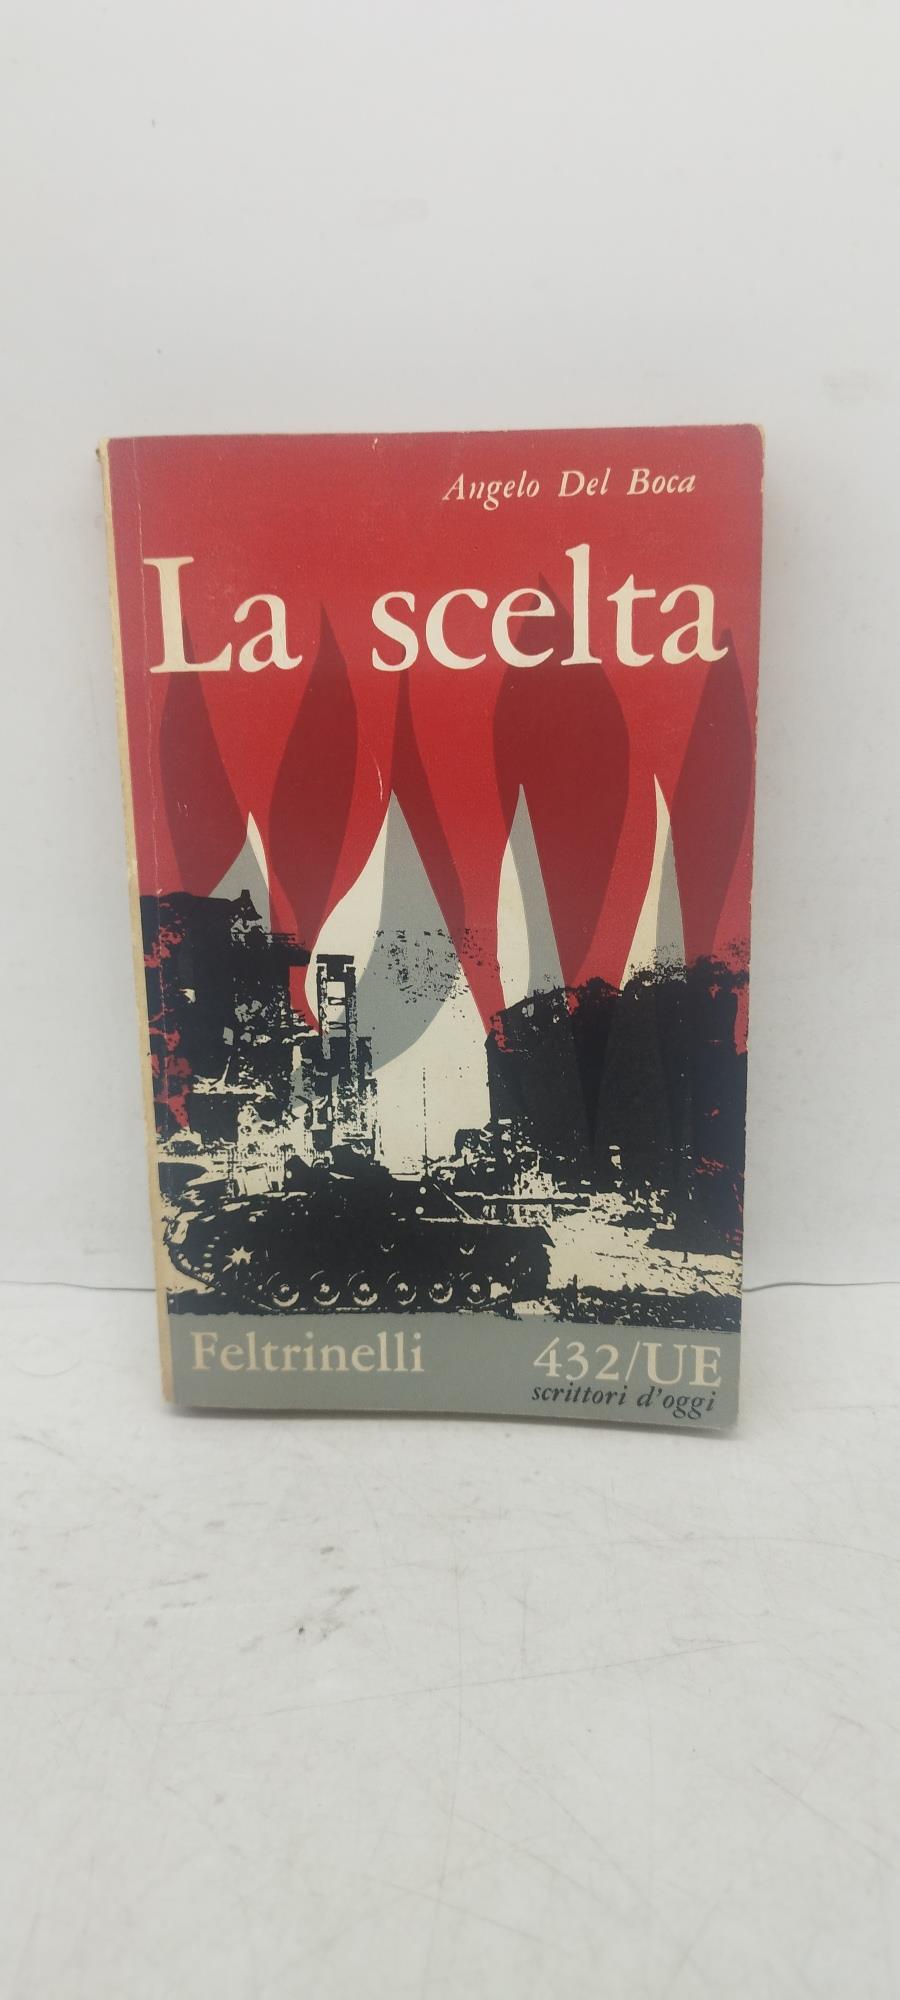 Angelo Del Boca
La scelta
Feltrinelli
432/UE
scrittori d'oggi